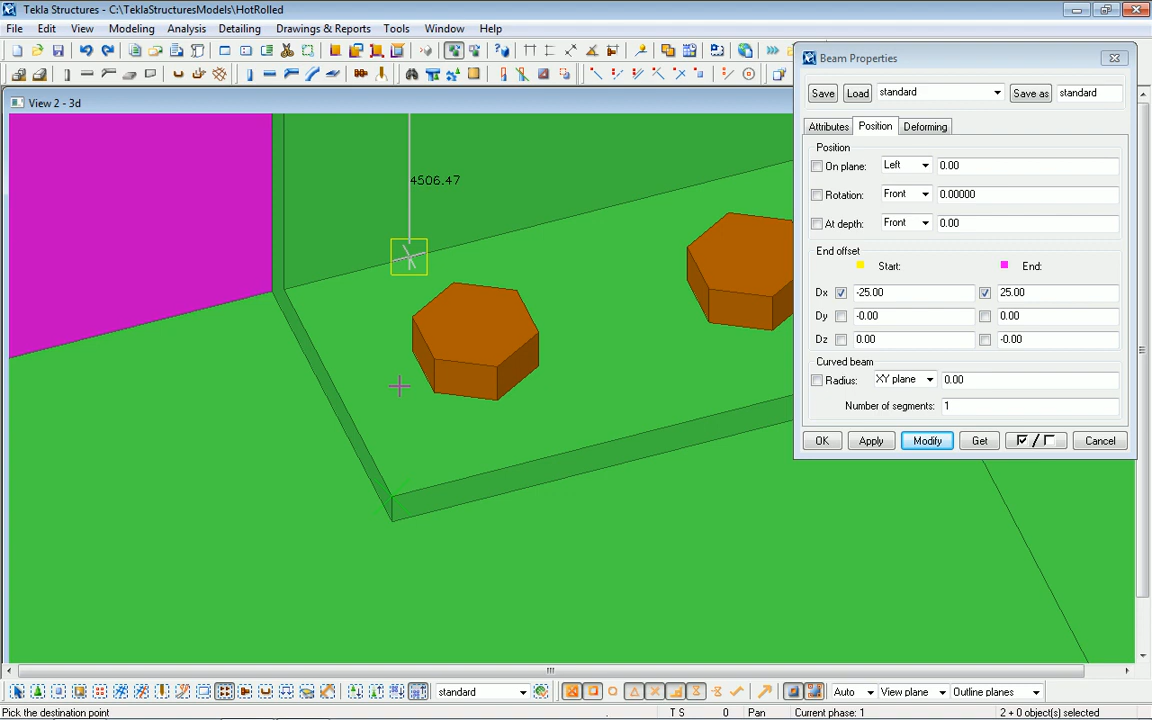 Tekla Structures - C:\TeklaStructuresModels\HotRolled
File Edit View Modeling Analysis Detailing Drawings & Reports Tools Window Help
View 2 - 3d
4506.47
Beam Properties
Save Load standard Save as standard
Attributes Position Deforming
Position
On plane: Left 0.00
Rotation: Front 0.00000
At depth: Front 0.00
End offset
Start: End:
Dx -25.00 25.00
Dy -0.00 0.00
Dz 0.00 -0.00
Curved beam
Radius: XY plane 0.00
Number of segments: 1
OK Apply Modify Get / Cancel
standard Auto View plane Outline planes
Pick the destination point . T S 0 Pan Current phase: 1 2 + 0 object(s) selected